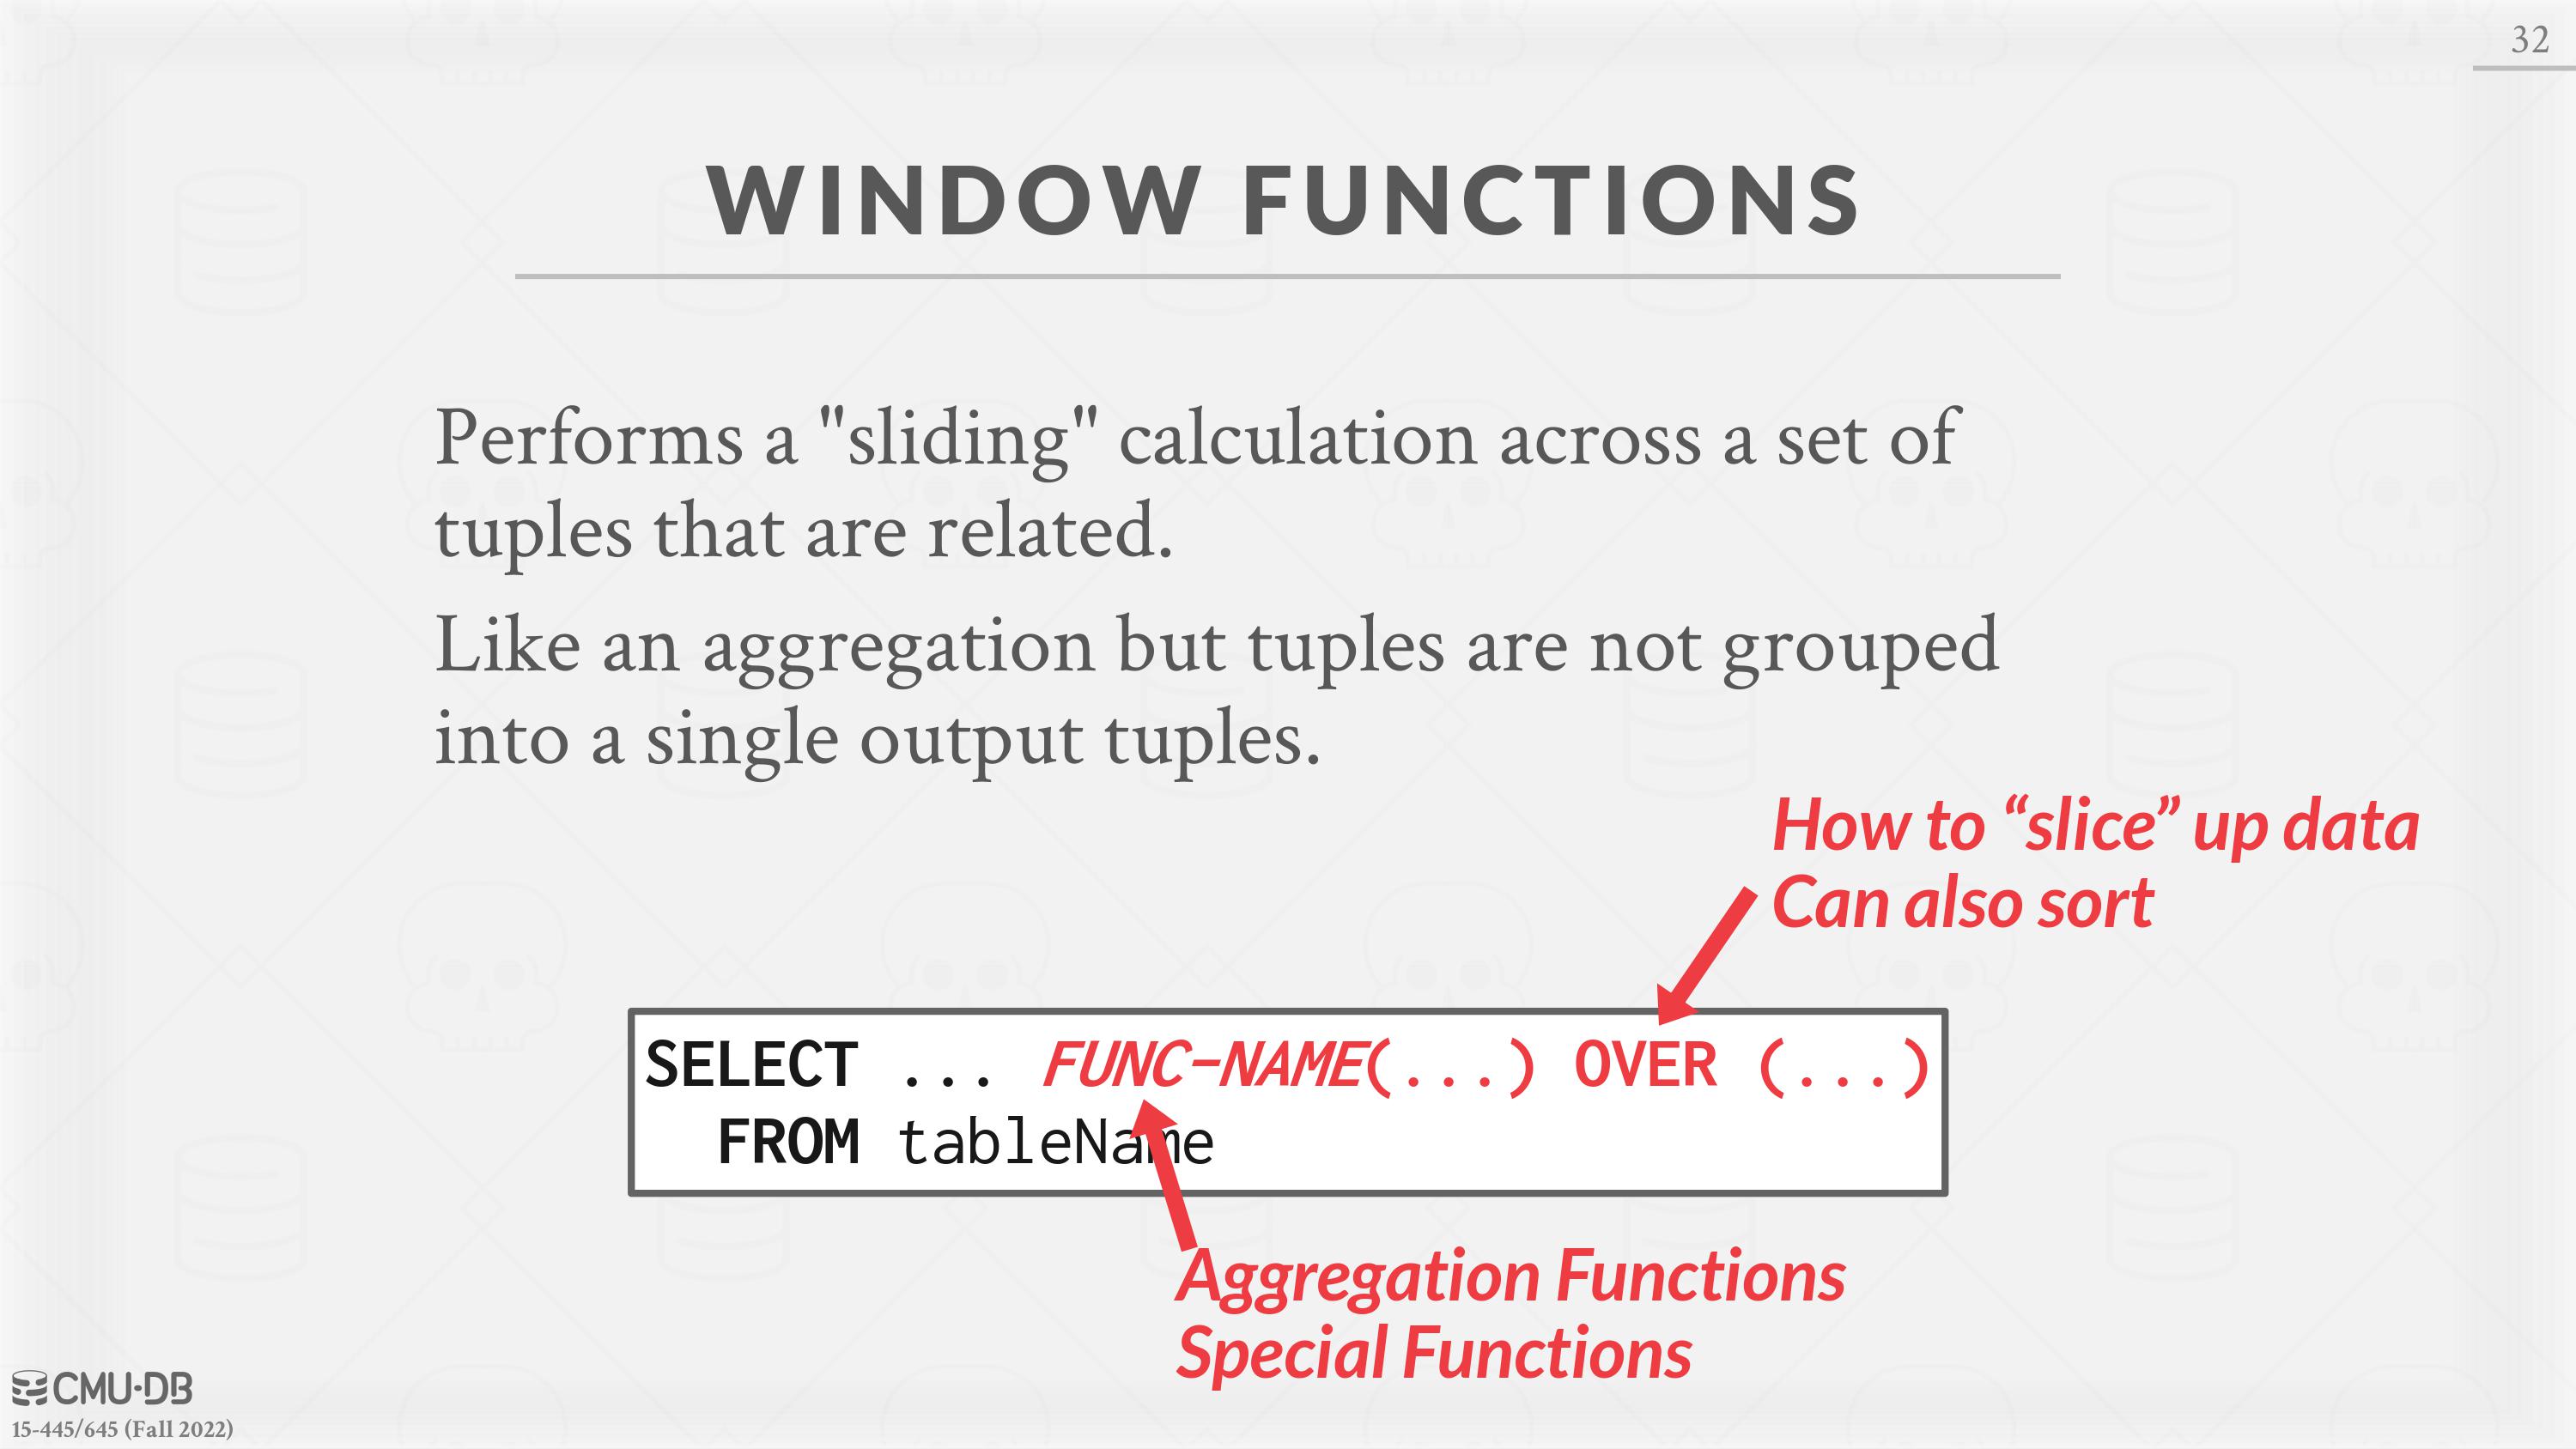 32
WINDOW FUNCTIONS
Performs a "sliding" calculation across a set of
tuples that are related.
Like an aggregation but tuples are not grouped
into a single output tuples.
How to “slice” up data
Can also sort
SELECT ... FUNC-NAME(...) OVER (...)
FROM tableName
Aggregation Functions
Special Functions
CMU·DB
15-445/645 (Fall 2022)